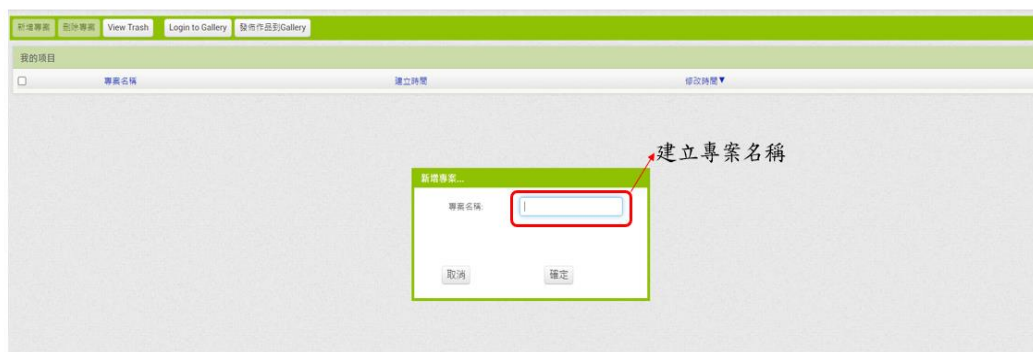 新增專案 刪除專案 View Trash Login to Gallery 發佈作品到Gallery
我的項目
專案名稱 建立時間 修改時間▼
建立專案名稱
新增專案...
專案名稱:
取消 確定